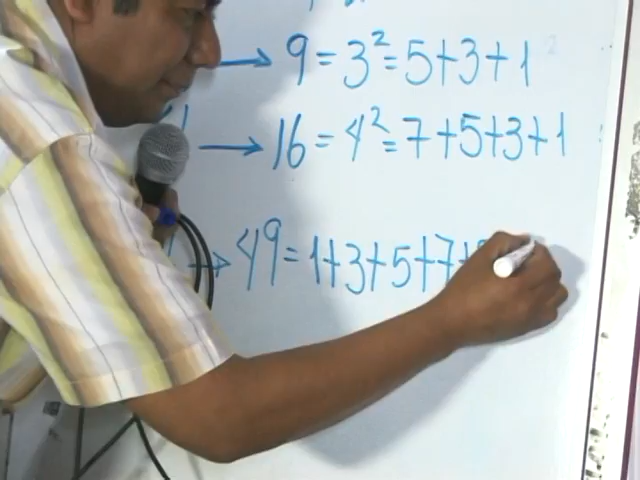 → 9 = 3² = 5+3+1
→ 16 = 4² = 7+5+3+1
→ 49 = 1+3+5+7+